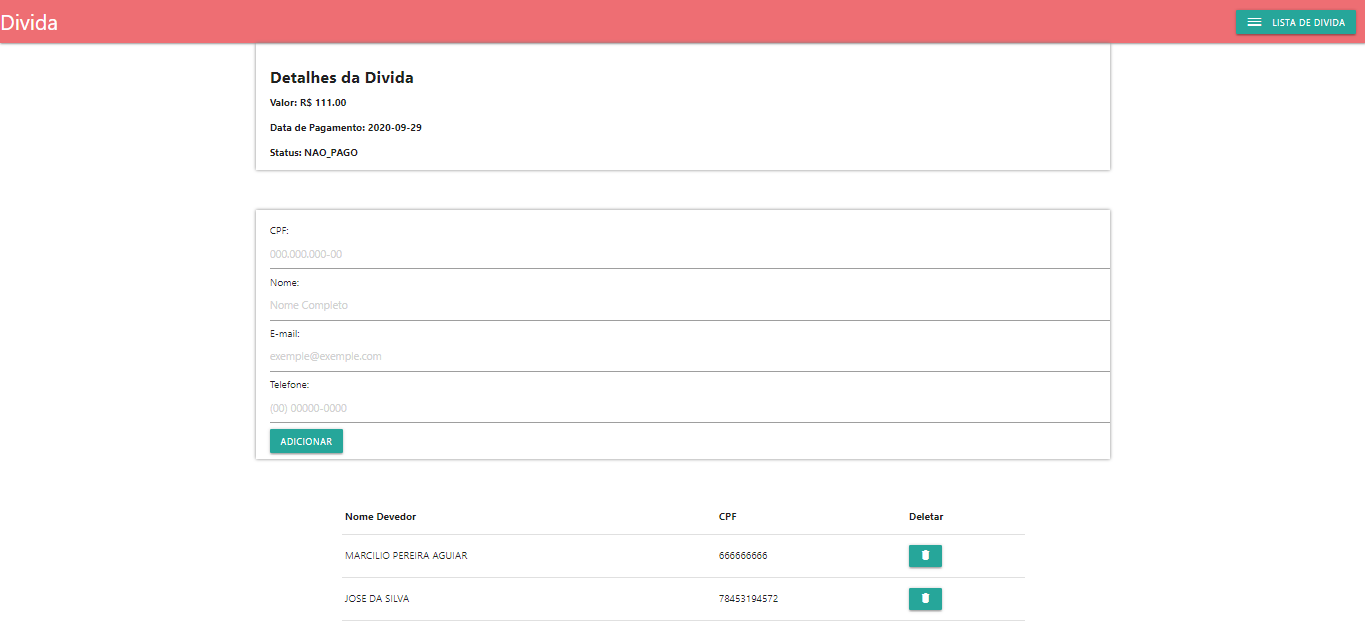 Divida
LISTA DE DIVIDA
Detalhes da Divida
Valor: R$ 111.00
Data de Pagamento: 2020-09-29
Status: NAO_PAGO
CPF:
000.000.000-00
Nome:
Nome Completo
E-mail:
exemple@exemple.com
Telefone:
(00) 00000-0000
ADICIONAR
Nome Devedor CPF Deletar
MARCILIO PEREIRA AGUIAR 666666666
JOSE DA SILVA 78453194572